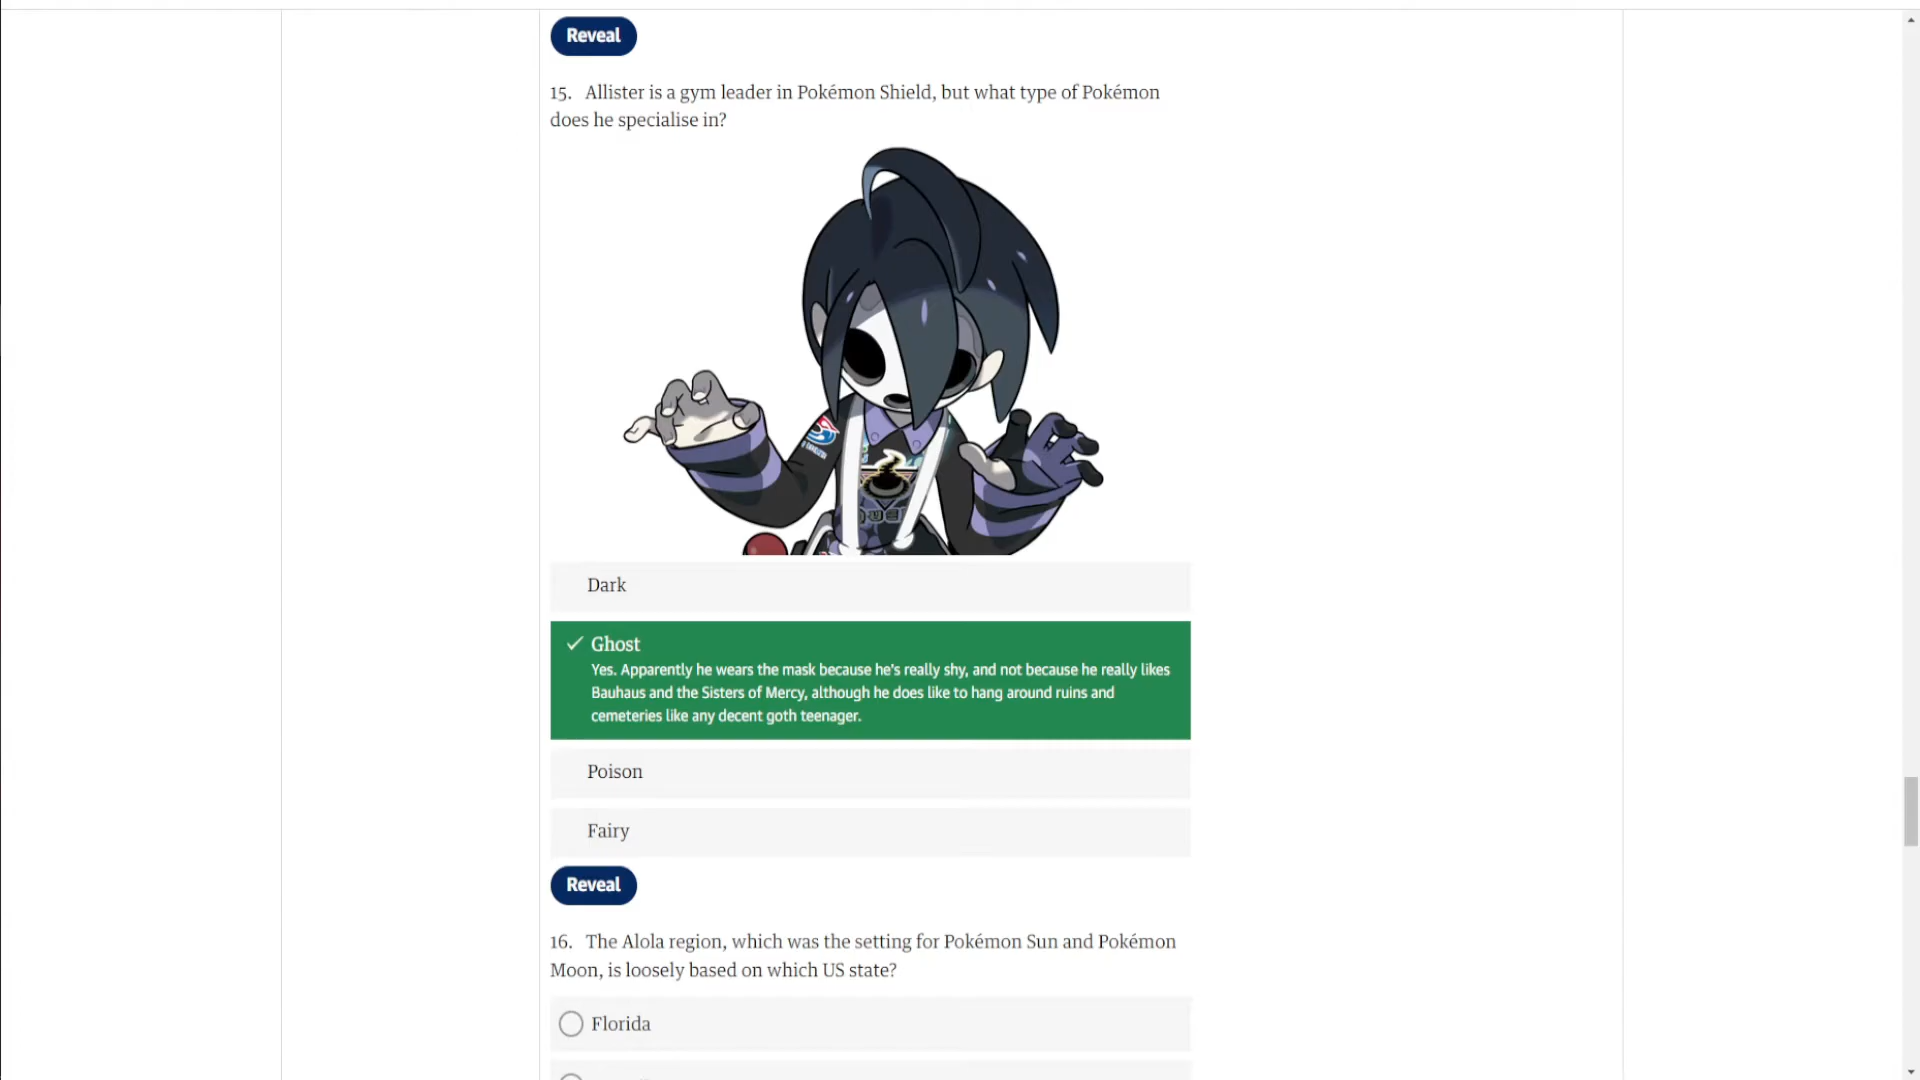 Reveal
15. Allister is a gym leader in Pokémon Shield, but what type of Pokémon
does he specialise in?
Dark
Ghost
Yes. Apparently he wears the mask because he's really shy, and not because he really likes
Bauhaus and the Sisters of Mercy, although he does like to hang around ruins and
cemeteries like any decent goth teenager.
Poison
Fairy
Reveal
16. The Alola region, which was the setting for Pokémon Sun and Pokémon
Moon, is loosely based on which US state?
Florida